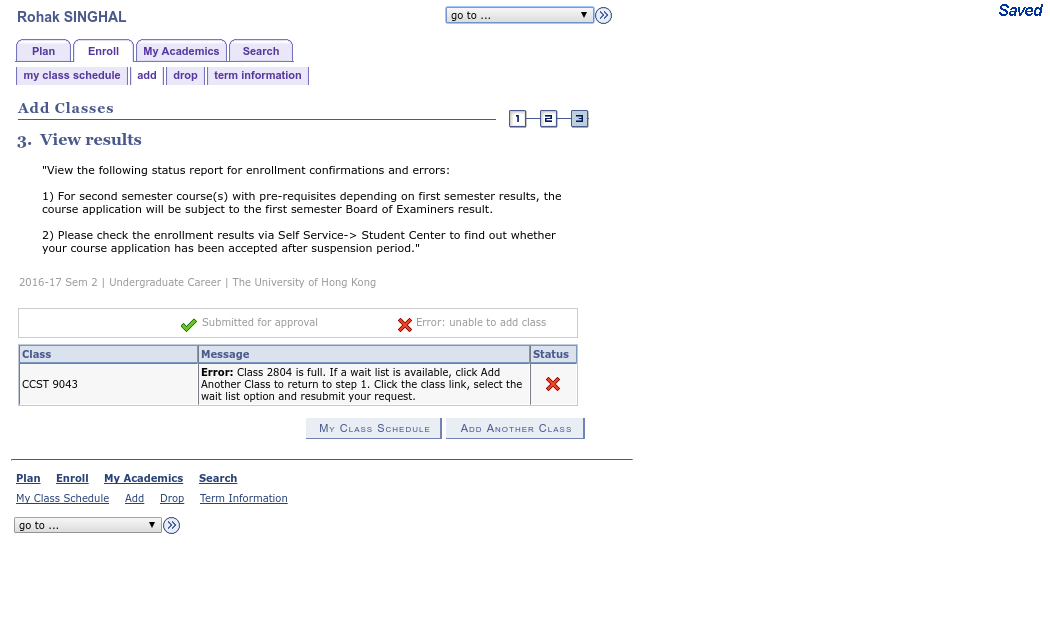 Rohak SINGHAL
go to ...
Saved
Plan Enroll My Academics Search
my class schedule add drop term information
Add Classes
1 2 3
3. View results
"View the following status report for enrollment confirmations and errors:
1) For second semester course(s) with pre-requisites depending on first semester results, the
course application will be subject to the first semester Board of Examiners result.
2) Please check the enrollment results via Self Service-> Student Center to find out whether
your course application has been accepted after suspension period."
2016-17 Sem 2 | Undergraduate Career | The University of Hong Kong
Submitted for approval Error: unable to add class
Class Message Status
CCST 9043
Error: Class 2804 is full. If a wait list is available, click Add
Another Class to return to step 1. Click the class link, select the
wait list option and resubmit your request.
My Class Schedule Add Another Class
Plan Enroll My Academics Search
My Class Schedule Add Drop Term Information
go to ...